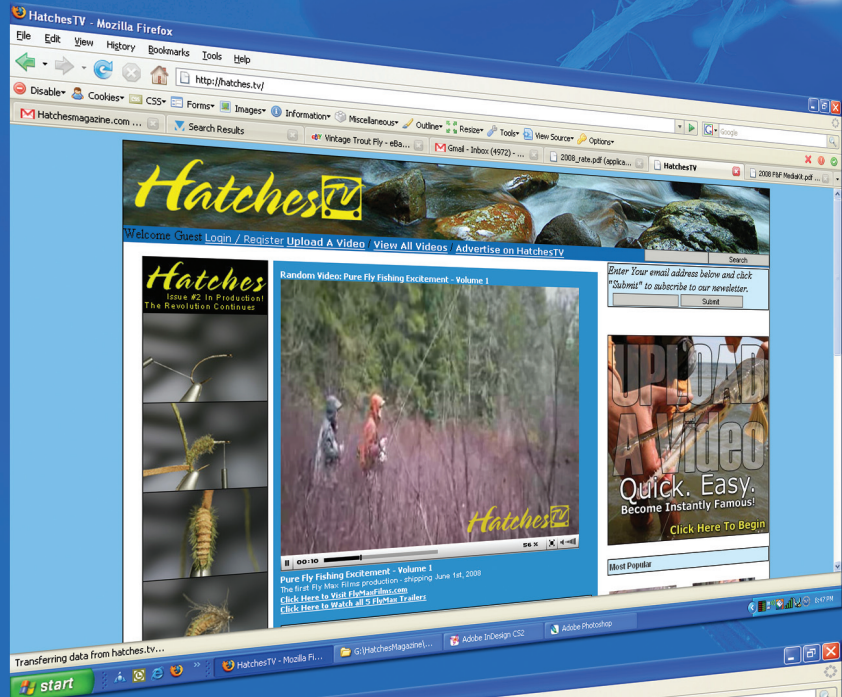 HatchesTV - Mozilla Firefox
File Edit View History Bookmarks Tools Help
http://hatches.tv/
Google
Disable Cookies CSS Forms Images Information Miscellaneous Outline Resize Tools View Source Options
Hatchesmagazine.com ... Search Results Vintage Trout Fly - eBa... Gmail - Inbox (4972) - ... 2008_rate.pdf (applica... HatchesTV 2008 F&F MediaKit.pdf ...
Hatches TV
Welcome Guest Login / Register Upload A Video / View All Videos / Advertise on HatchesTV
Search
Hatches
Issue #2 In Production!
The Revolution Continues
Random Video: Pure Fly Fishing Excitement - Volume 1
Hatches TV
00:10 56 X
Pure Fly Fishing Excitement - Volume 1
The first Fly Max Films production - shipping June 1st, 2008
Click Here to Visit FlyMaxFilms.com
Click Here to Watch all 5 FlyMax Trailers
Enter Your email address below and click
"Submit" to subscribe to our newsletter.
Submit
UPLOAD
A Video
Quick. Easy.
Become Instantly Famous!
Click Here To Begin
Most Popular
Transferring data from hatches.tv...
start HatchesTV - Mozilla Fi... G:\HatchesMagazine\... Adobe InDesign CS2 Adobe Photoshop 8:47 PM